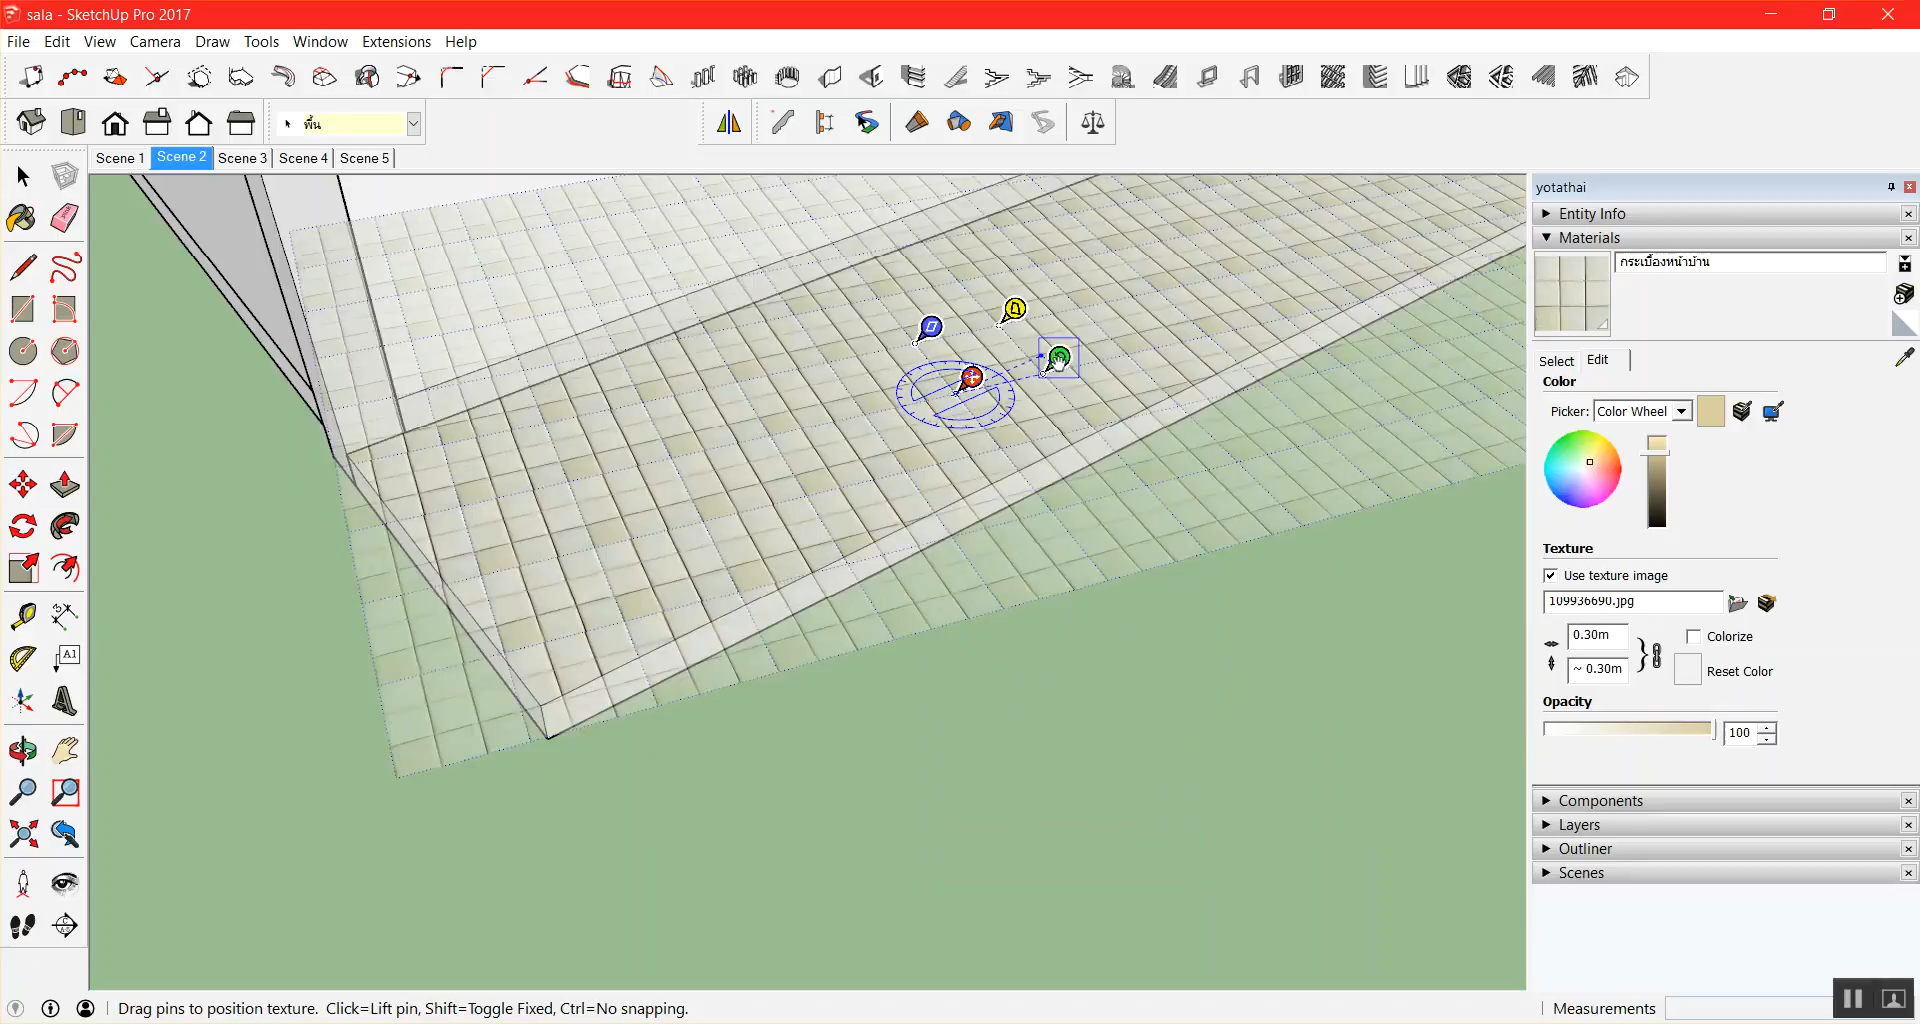 sala - SketchUp Pro 2017
File Edit View Camera Draw Tools Window Extensions Help
พื้น
Scene 1 Scene 2 Scene 3 Scene 4 Scene 5
yotathai
Entity Info
Materials
กระเบื้องหน้าบ้าน
Select Edit
Color
Picker: Color Wheel
Texture
Use texture image
109936690.jpg
0.30m Colorize
~ 0.30m Reset Color
Opacity
100
Components
Layers
Outliner
Scenes
A1
Drag pins to position texture. Click=Lift pin, Shift=Toggle Fixed, Ctrl=No snapping. Measurements